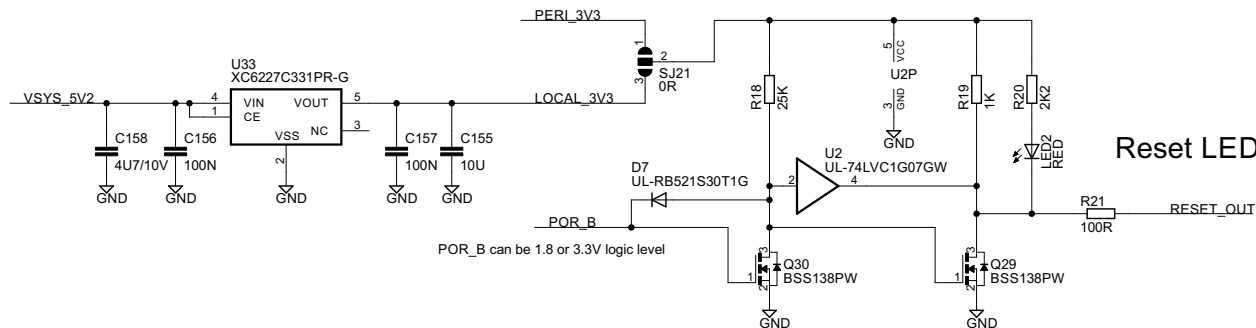 PERI_3V3
U33
XC6227C331PR-G
VSYS_5V2
4
VIN
VOUT
5
1
CE
NC
3
VSS
2
GND
C158
4U7/10V
GND
C156
100N
GND
C157
100N
GND
C155
10U
GND
LOCAL_3V3
1
2
3
SJ21
0R
R18
25K
5
VCC
U2P
3
GND
GND
R19
1K
R20
2K2
LED2
RED
Reset LED
U2
UL-74LVC1G07GW
2
4
D7
UL-RB521S30T1G
POR_B
POR_B can be 1.8 or 3.3V logic level
3
1
2
Q30
BSS138PW
GND
3
1
2
Q29
BSS138PW
GND
R21
100R
RESET_OUT